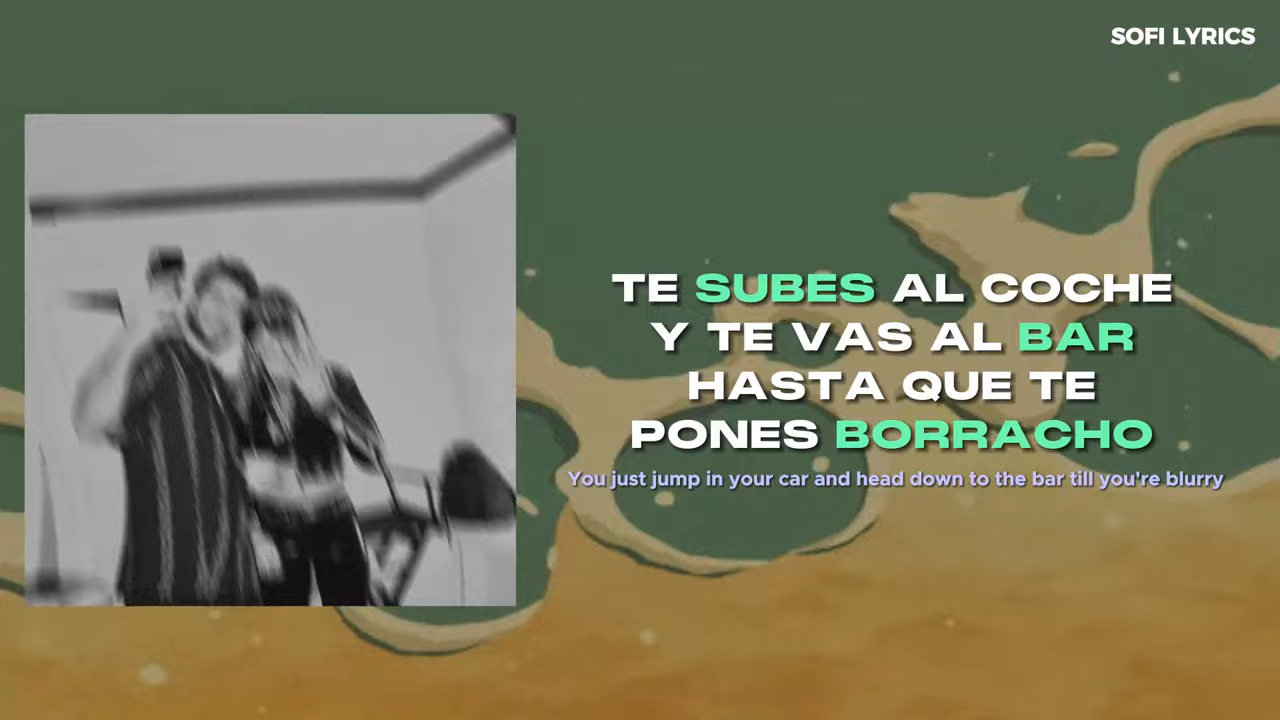 SOFI LYRICS
TE SUBES AL COCHE
Y TE VAS AL BAR
HASTA QUE TE
PONES BORRACHO
You just jump in your car and head down to the bar till you're blurry